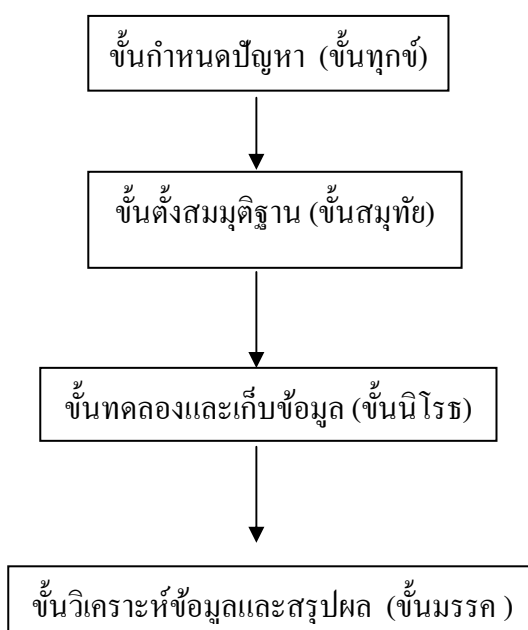 ขั้นกำหนดปัญหา (ขั้นทุกข์)
ขั้นตั้งสมมุติฐาน (ขั้นสมุทัย)
ขั้นทดลองและเก็บข้อมูล (ขั้นนิโรธ)
ขั้นวิเคราะห์ข้อมูลและสรุปผล (ขั้นมรรค )